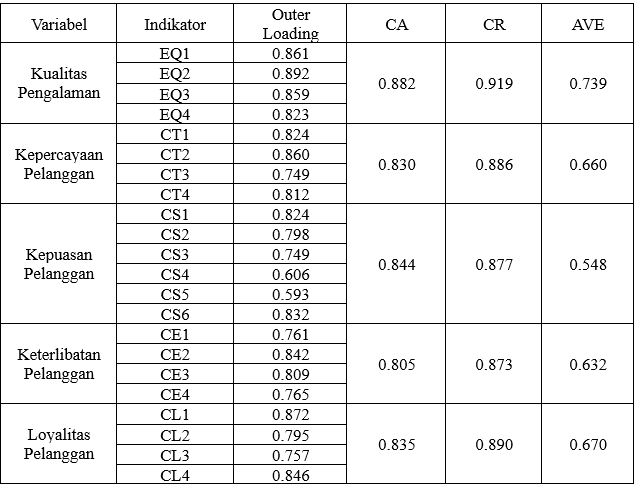 Variabel Indikator Outer Loading CA CR AVE
Kualitas Pengalaman EQ1 0.861 0.882 0.919 0.739
EQ2 0.892
EQ3 0.859
EQ4 0.823
Kepercayaan Pelanggan CT1 0.824 0.830 0.886 0.660
CT2 0.860
CT3 0.749
CT4 0.812
Kepuasan Pelanggan CS1 0.824 0.844 0.877 0.548
CS2 0.798
CS3 0.749
CS4 0.606
CS5 0.593
CS6 0.832
Keterlibatan Pelanggan CE1 0.761 0.805 0.873 0.632
CE2 0.842
CE3 0.809
CE4 0.765
Loyalitas Pelanggan CL1 0.872 0.835 0.890 0.670
CL2 0.795
CL3 0.757
CL4 0.846